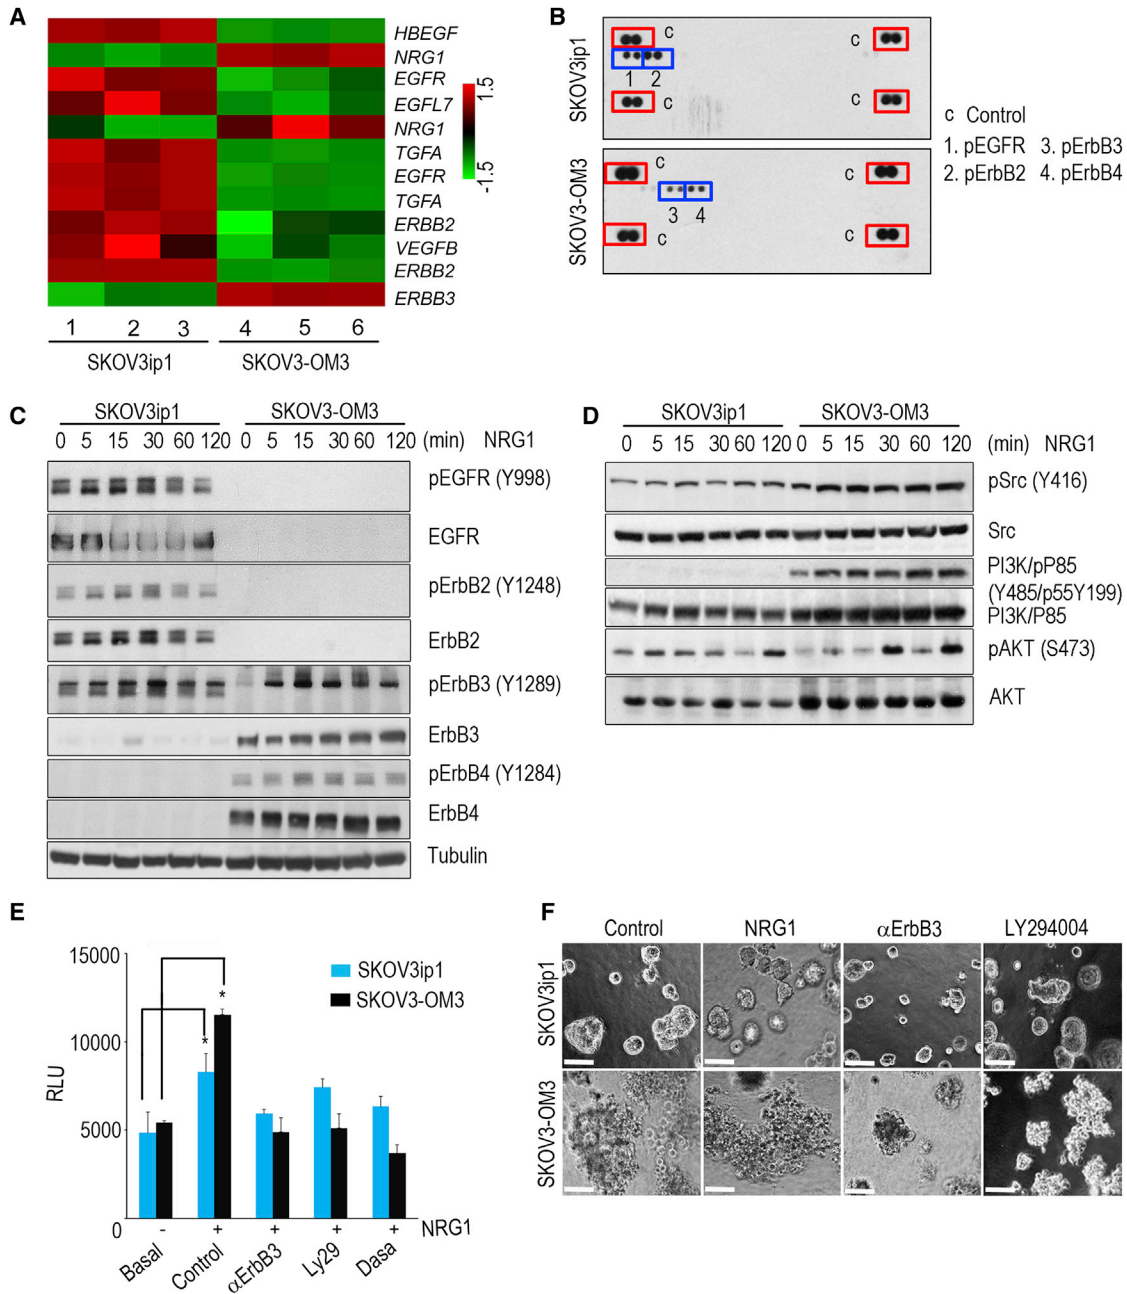 A
HBEGF
NRG1
EGFR
EGFL7
NRG1
TGFA
EGFR
TGFA
ERBB2
VEGFB
ERBB2
ERBB3
1.5
-1.5
1 2 3 4 5 6
SKOV3ip1 SKOV3-OM3
B
SKOV3ip1
c c
1 2
c c
SKOV3-OM3
c c
3 4
c c
c Control
1. pEGFR 3. pErbB3
2. pErbB2 4. pErbB4
C
SKOV3ip1 SKOV3-OM3
0 5 15 30 60 120 0 5 15 30 60 120 (min) NRG1
pEGFR (Y998)
EGFR
pErbB2 (Y1248)
ErbB2
pErbB3 (Y1289)
ErbB3
pErbB4 (Y1284)
ErbB4
Tubulin
D
SKOV3ip1 SKOV3-OM3
0 5 15 30 60 120 0 5 15 30 60 120 (min) NRG1
pSrc (Y416)
Src
PI3K/pP85
(Y485/p55Y199)
PI3K/P85
pAKT (S473)
AKT
E
15000
10000
5000
0
RLU
SKOV3ip1
SKOV3-OM3
* *
- + + + + NRG1
Basal Control αErbB3 Ly29 Dasa
F
Control NRG1 αErbB3 LY294004
SKOV3ip1
SKOV3-OM3